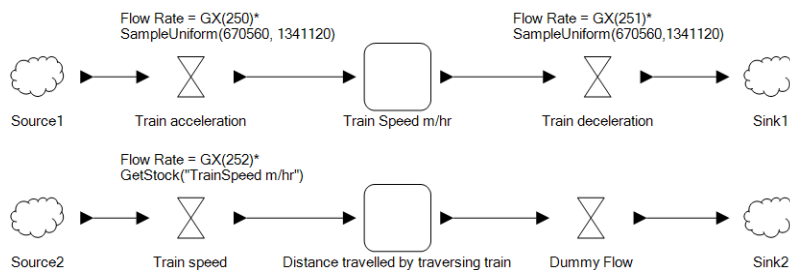 Flow Rate = GX(250)*
SampleUniform(670560, 1341120)
Flow Rate = GX(251)*
SampleUniform(670560,1341120)
Source1
Train acceleration
Train Speed m/hr
Train deceleration
Sink1
Flow Rate = GX(252)*
GetStock("TrainSpeed m/hr")
Source2
Train speed
Distance travelled by traversing train
Dummy Flow
Sink2